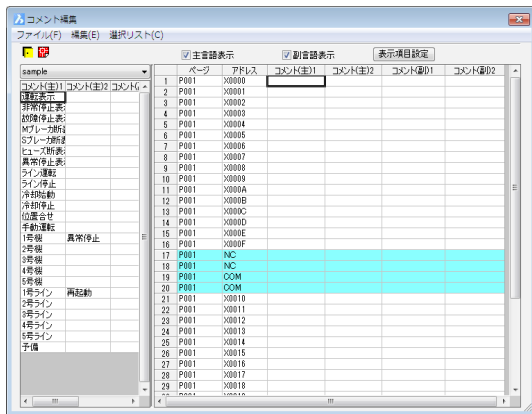 コメント編集
ファイル(F) 編集(E) 選択リスト(C)
主言語表示 副言語表示 表示項目設定
sample
コメント(主)1 コメント(主)2
運転表示
非常停止表
故障停止表
Mブレーカ断
Sブレーカ断
ヒューズ断表
異常停止表
ライン運転
ライン停止
冷却始動
冷却停止
位置合せ
手動運転
1号機 異常停止
2号機
3号機
4号機
5号機
1号ライン 再起動
2号ライン
3号ライン
4号ライン
5号ライン
予備
ページ アドレス コメント(主)1 コメント(主)2 コメント(副)1 コメント(副)2
1 P001 X0000
2 P001 X0001
3 P001 X0002
4 P001 X0003
5 P001 X0004
6 P001 X0005
7 P001 X0006
8 P001 X0007
9 P001 X0008
10 P001 X0009
11 P001 X000A
12 P001 X000B
13 P001 X000C
14 P001 X000D
15 P001 X000E
16 P001 X000F
17 P001 NC
18 P001 NC
19 P001 COM
20 P001 COM
21 P001 X0010
22 P001 X0011
23 P001 X0012
24 P001 X0013
25 P001 X0014
26 P001 X0015
27 P001 X0016
28 P001 X0017
29 P001 X0018